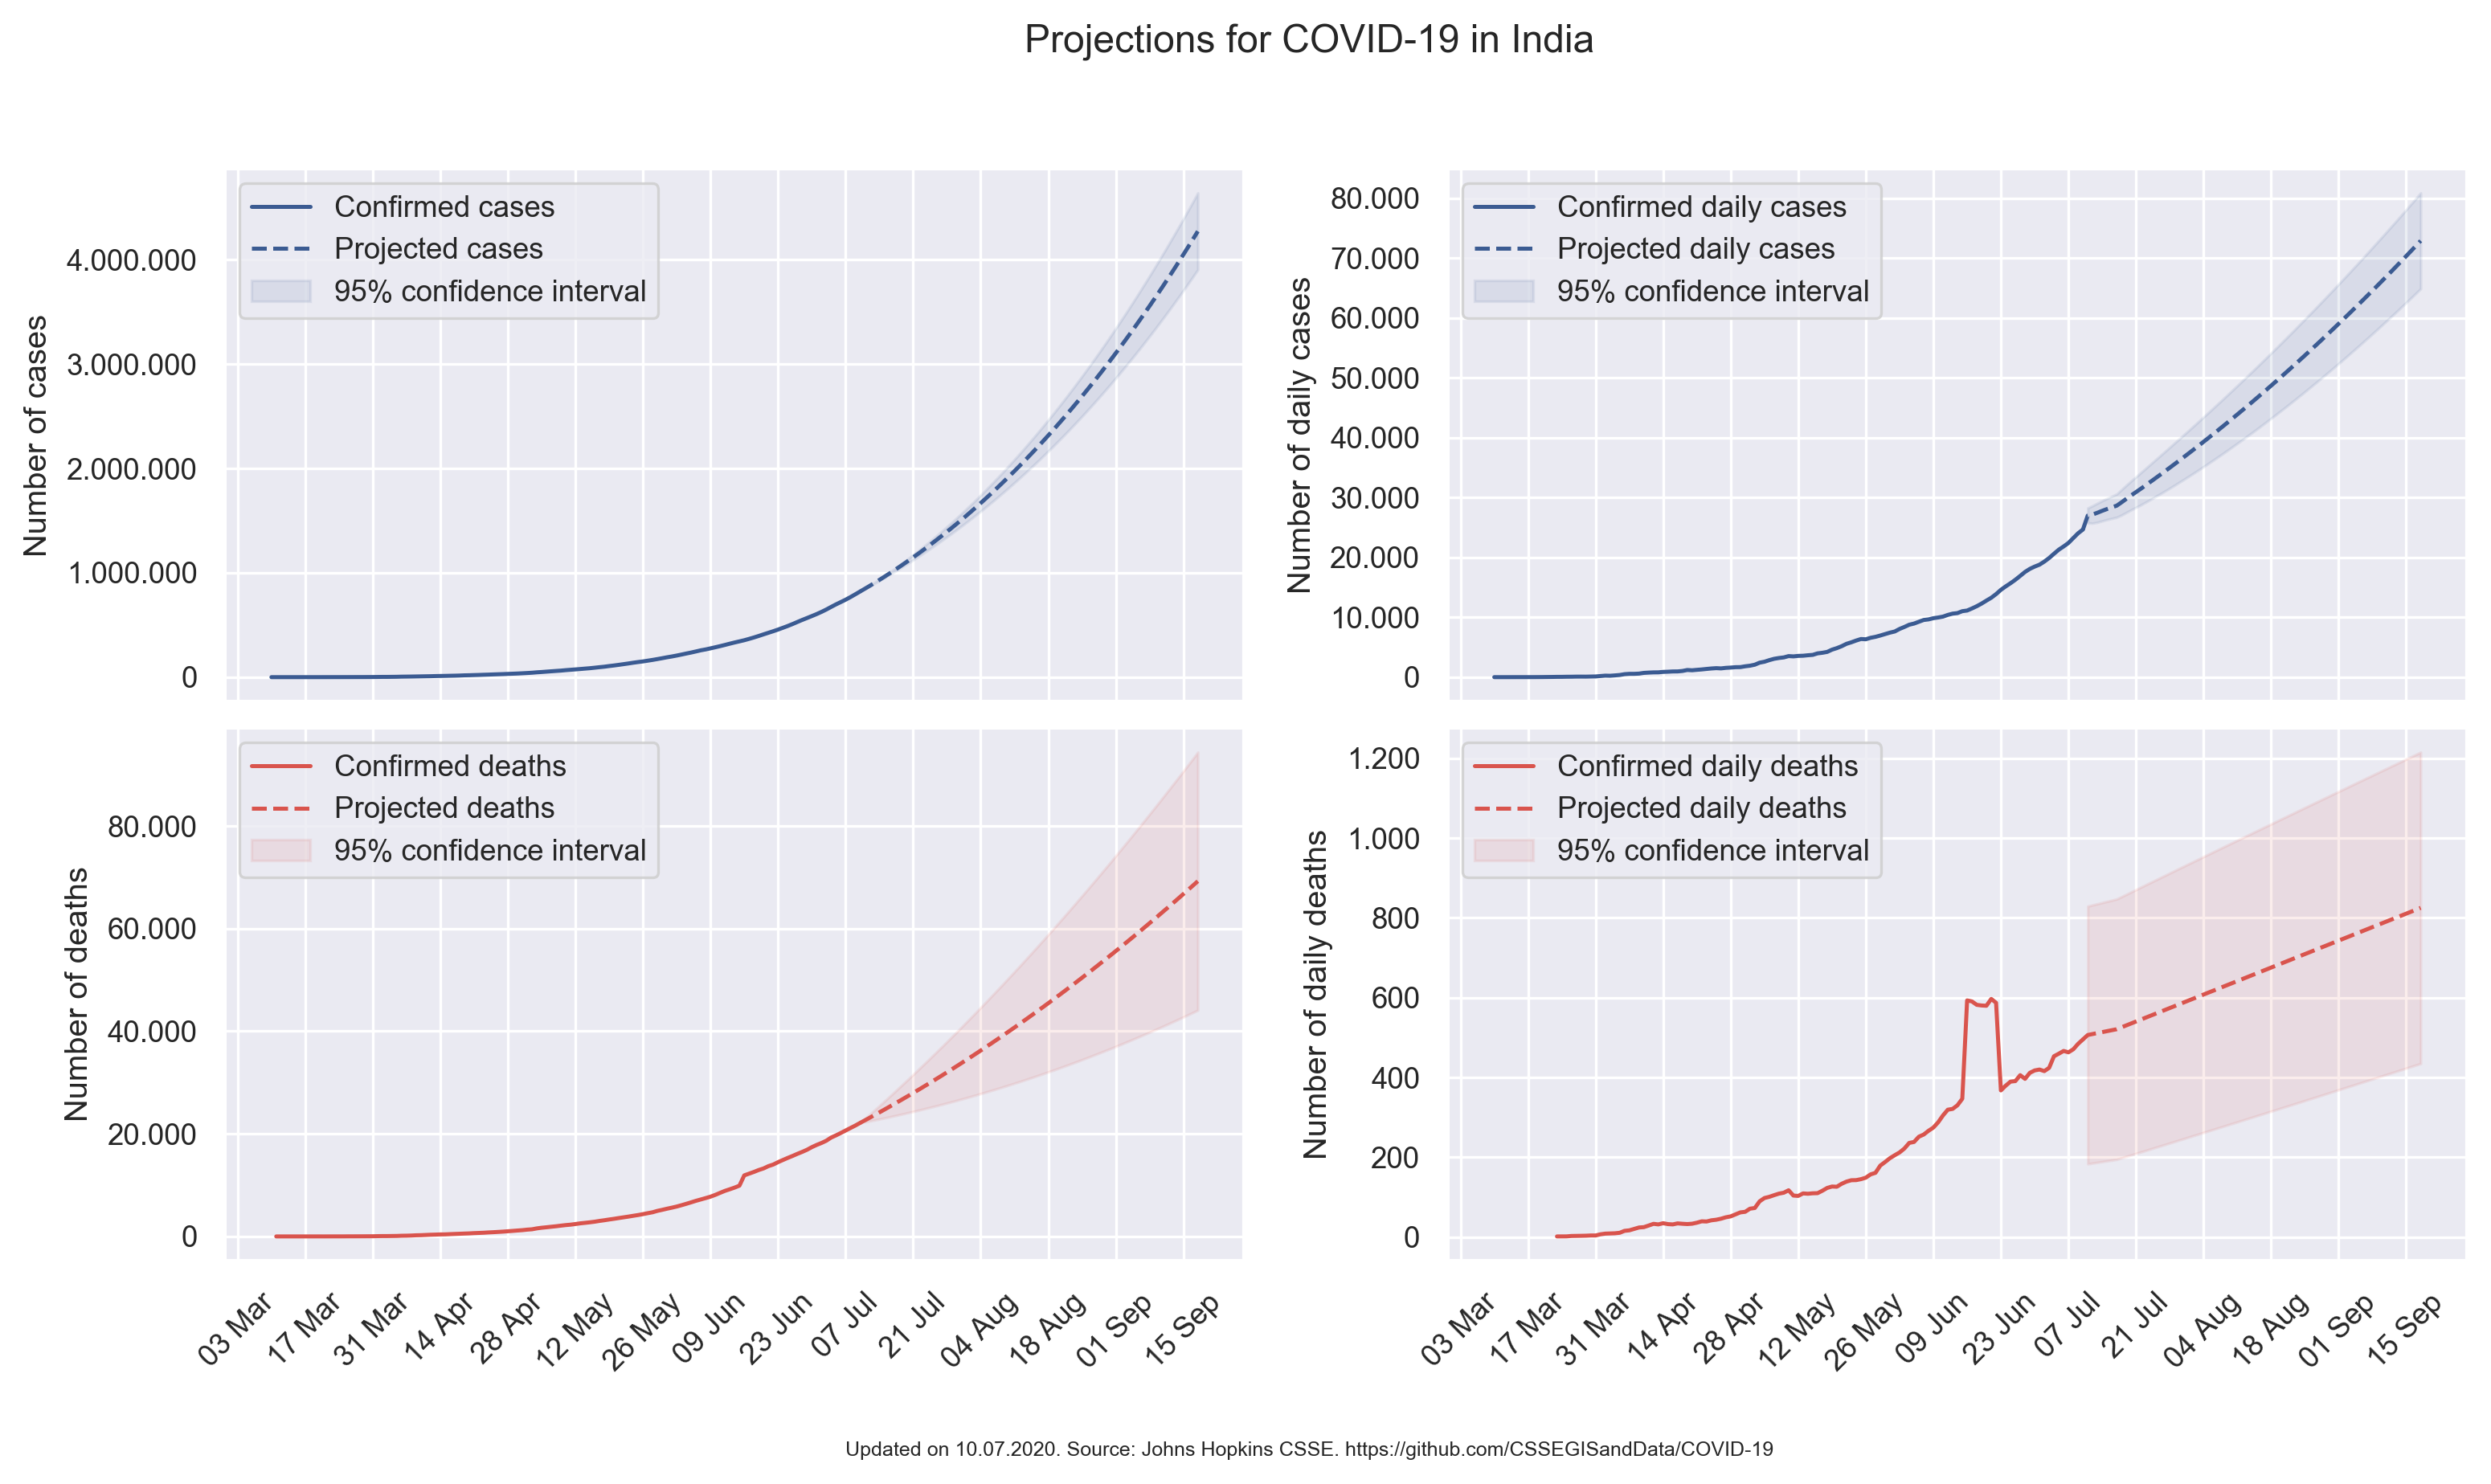 Projections for COVID-19 in India
Number of cases
4.000.000
3.000.000
2.000.000
1.000.000
0
Confirmed cases
Projected cases
95% confidence interval
Number of daily cases
80.000
70.000
60.000
50.000
40.000
30.000
20.000
10.000
0
Confirmed daily cases
Projected daily cases
95% confidence interval
Number of deaths
80.000
60.000
40.000
20.000
0
Confirmed deaths
Projected deaths
95% confidence interval
03 Mar
17 Mar
31 Mar
14 Apr
28 Apr
12 May
26 May
09 Jun
23 Jun
07 Jul
21 Jul
04 Aug
18 Aug
01 Sep
15 Sep
Number of daily deaths
1.200
1.000
800
600
400
200
0
Confirmed daily deaths
Projected daily deaths
95% confidence interval
03 Mar
17 Mar
31 Mar
14 Apr
28 Apr
12 May
26 May
09 Jun
23 Jun
07 Jul
21 Jul
04 Aug
18 Aug
01 Sep
15 Sep
Updated on 10.07.2020. Source: Johns Hopkins CSSE. https://github.com/CSSEGISandData/COVID-19